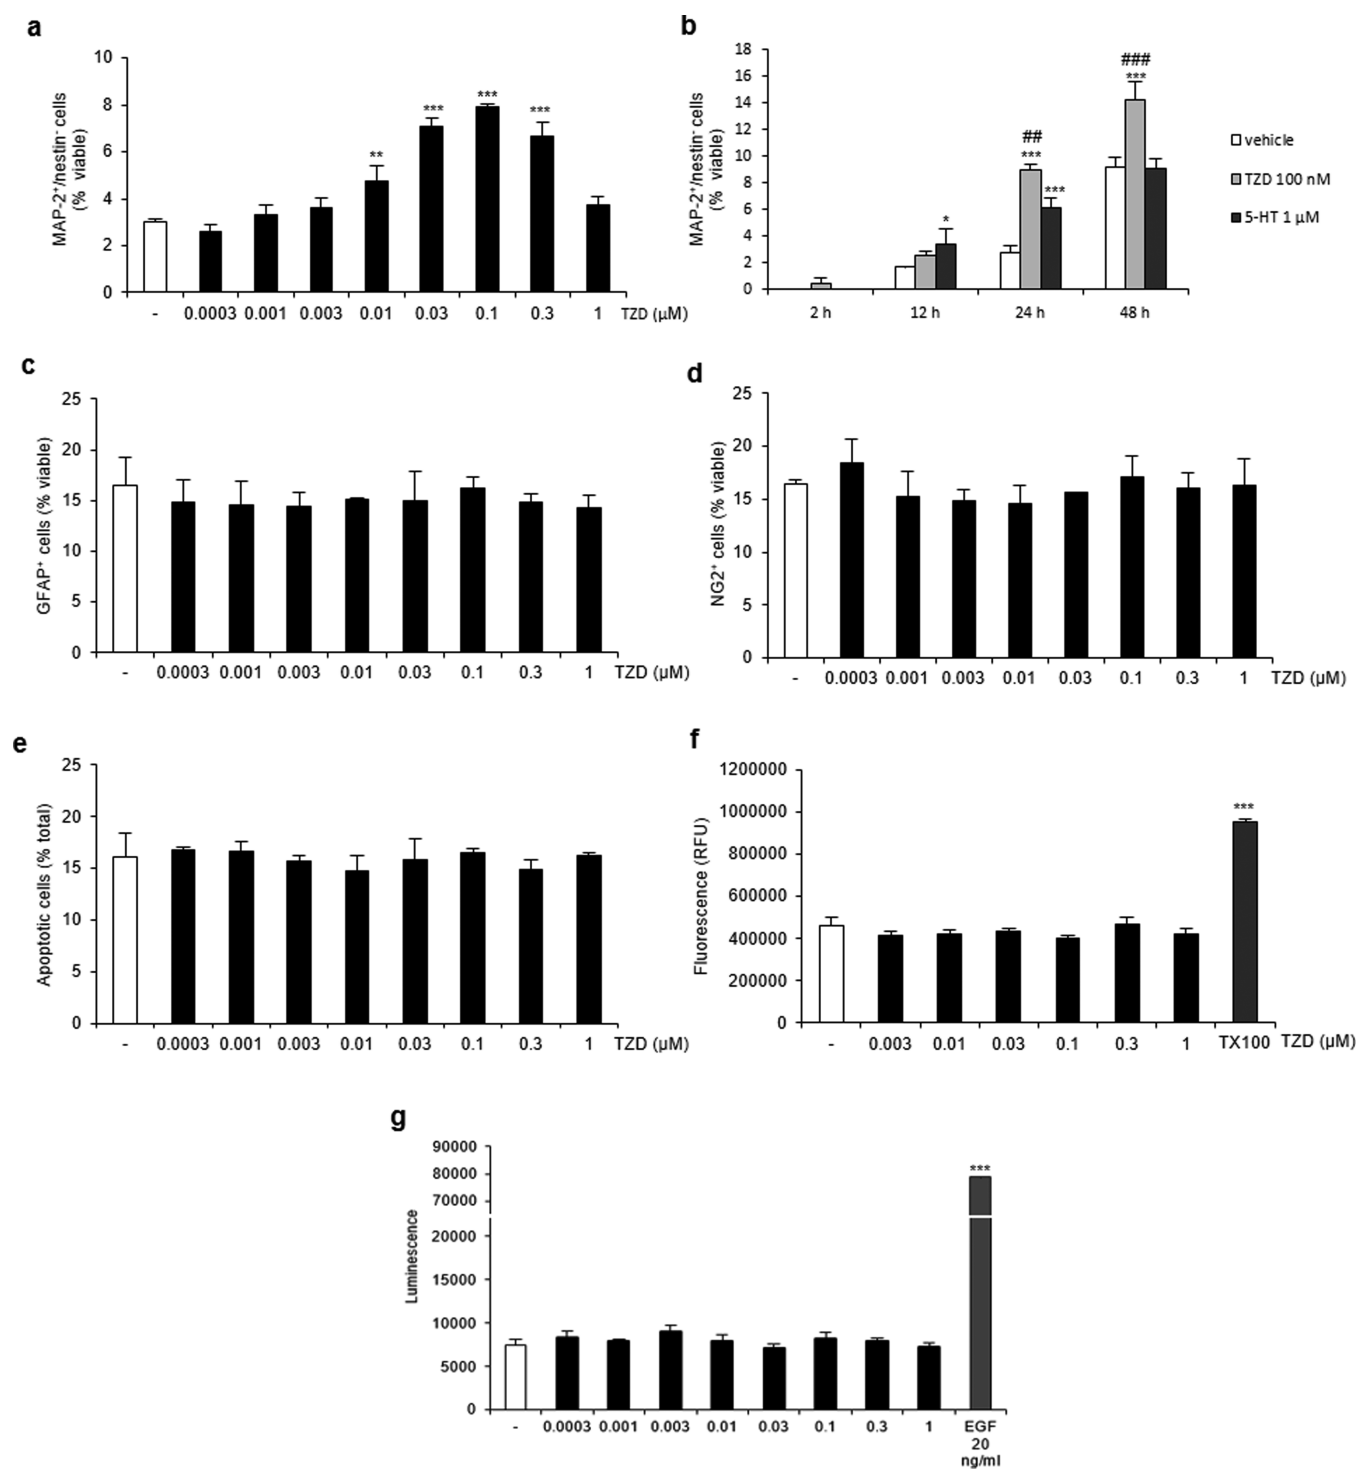 a
MAP-2⁺/nestin⁻ cells
(% viable)
10
8
6
4
2
0
** *** *** ***
- 0.0003 0.001 0.003 0.01 0.03 0.1 0.3 1 TZD (µM)
b
MAP-2⁺/nestin⁻ cells
(% viable)
18
16
14
12
10
8
6
4
2
0
*
##
***
***
###
***
2 h 12 h 24 h 48 h
vehicle
TZD 100 nM
5-HT 1 µM
c
GFAP⁺ cells (% viable)
25
20
15
10
5
0
- 0.0003 0.001 0.003 0.01 0.03 0.1 0.3 1 TZD (µM)
d
NG2⁺ cells (% viable)
25
20
15
10
5
0
- 0.0003 0.001 0.003 0.01 0.03 0.1 0.3 1 TZD (µM)
e
Apoptotic cells (% total)
25
20
15
10
5
0
- 0.0003 0.001 0.003 0.01 0.03 0.1 0.3 1 TZD (µM)
f
Fluorescence (RFU)
1200000
1000000
800000
600000
400000
200000
0
***
- 0.003 0.01 0.03 0.1 0.3 1 TX100 TZD (µM)
g
Luminescence
90000
80000
70000
20000
15000
10000
5000
0
***
- 0.0003 0.001 0.003 0.01 0.03 0.1 0.3 1 EGF
20
ng/ml